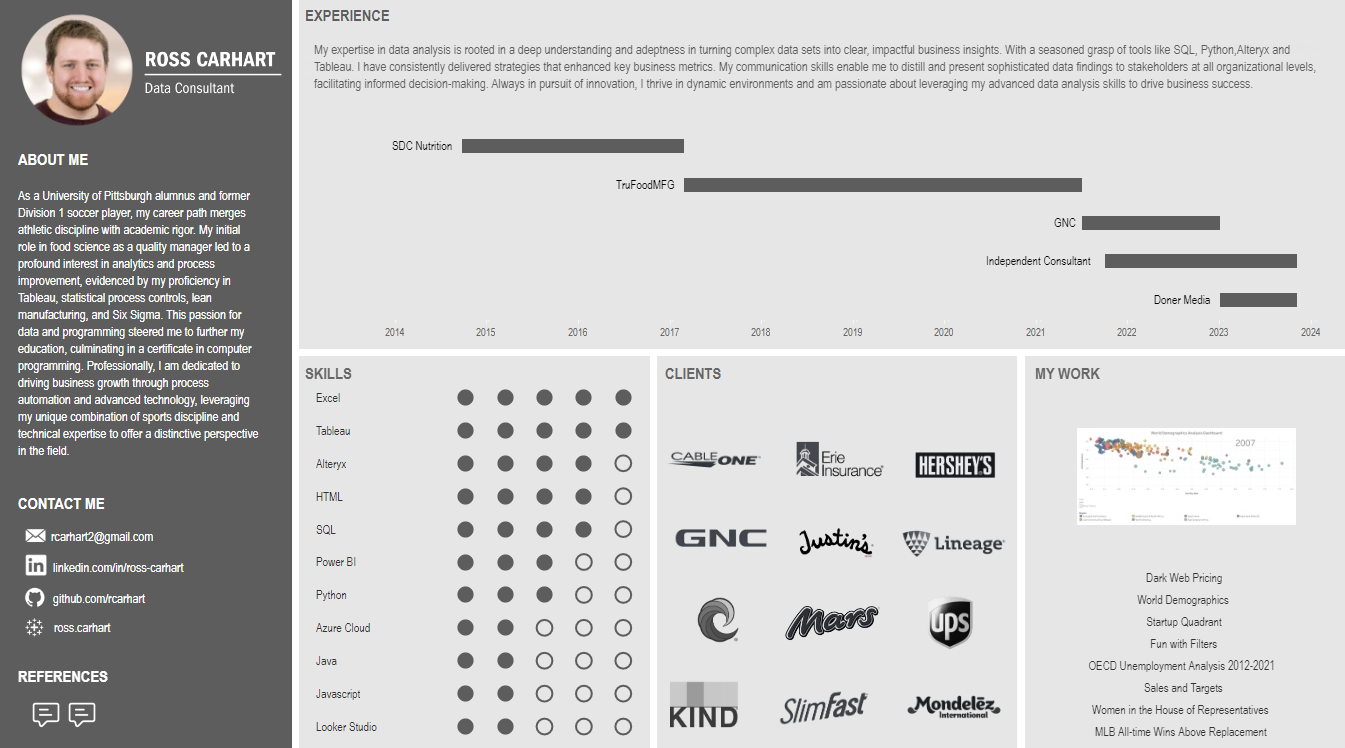 ROSS CARHART
Data Consultant
ABOUT ME
As a University of Pittsburgh alumnus and former
Division 1 soccer player, my career path merges
athletic discipline with academic rigor. My initial
role in food science as a quality manager led to a
profound interest in analytics and process
improvement, evidenced by my proficiency in
Tableau, statistical process controls, lean
manufacturing, and Six Sigma. This passion for
data and programming steered me to further my
education, culminating in a certificate in computer
programming. Professionally, I am dedicated to
driving business growth through process
automation and advanced technology, leveraging
my unique combination of sports discipline and
technical expertise to offer a distinctive perspective
in the field.
CONTACT ME
rcarhart2@gmail.com
linkedin.com/in/ross-carhart
github.com/rcarhart
ross.carhart
REFERENCES
EXPERIENCE
My expertise in data analysis is rooted in a deep understanding and adeptness in turning complex data sets into clear, impactful business insights. With a seasoned grasp of tools like SQL, Python,Alteryx and
Tableau. I have consistently delivered strategies that enhanced key business metrics. My communication skills enable me to distill and present sophisticated data findings to stakeholders at all organizational levels,
facilitating informed decision-making. Always in pursuit of innovation, I thrive in dynamic environments and am passionate about leveraging my advanced data analysis skills to drive business success.
SDC Nutrition
TruFoodMFG
GNC
Independent Consultant
Doner Media
2014 2015 2016 2017 2018 2019 2020 2021 2022 2023 2024
SKILLS
Excel
Tableau
Alteryx
HTML
SQL
Power BI
Python
Azure Cloud
Java
Javascript
Looker Studio
CLIENTS
CABLE ONE
Erie Insurance
HERSHEY'S
GNC
Justin's
Lineage
Mars
ups
KIND
SlimFast
Mondelēz International
MY WORK
World Demographics Analysis Dashboard
2007
Dark Web Pricing
World Demographics
Startup Quadrant
Fun with Filters
OECD Unemployment Analysis 2012-2021
Sales and Targets
Women in the House of Representatives
MLB All-time Wins Above Replacement